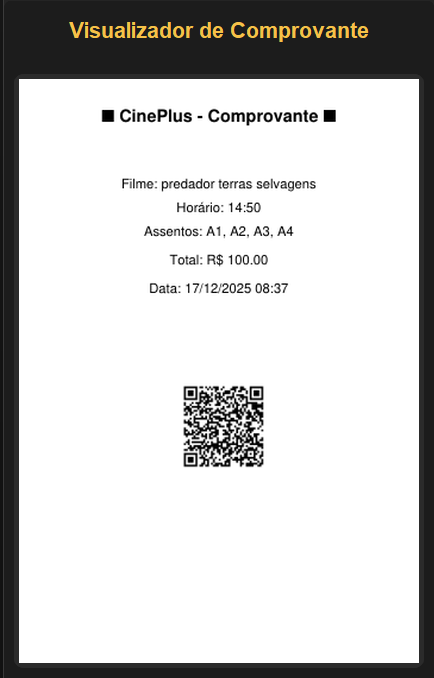 Visualizador de Comprovante
■ CinePlus - Comprovante ■
Filme: predador terras selvagens
Horário: 14:50
Assentos: A1, A2, A3, A4
Total: R$ 100.00
Data: 17/12/2025 08:37